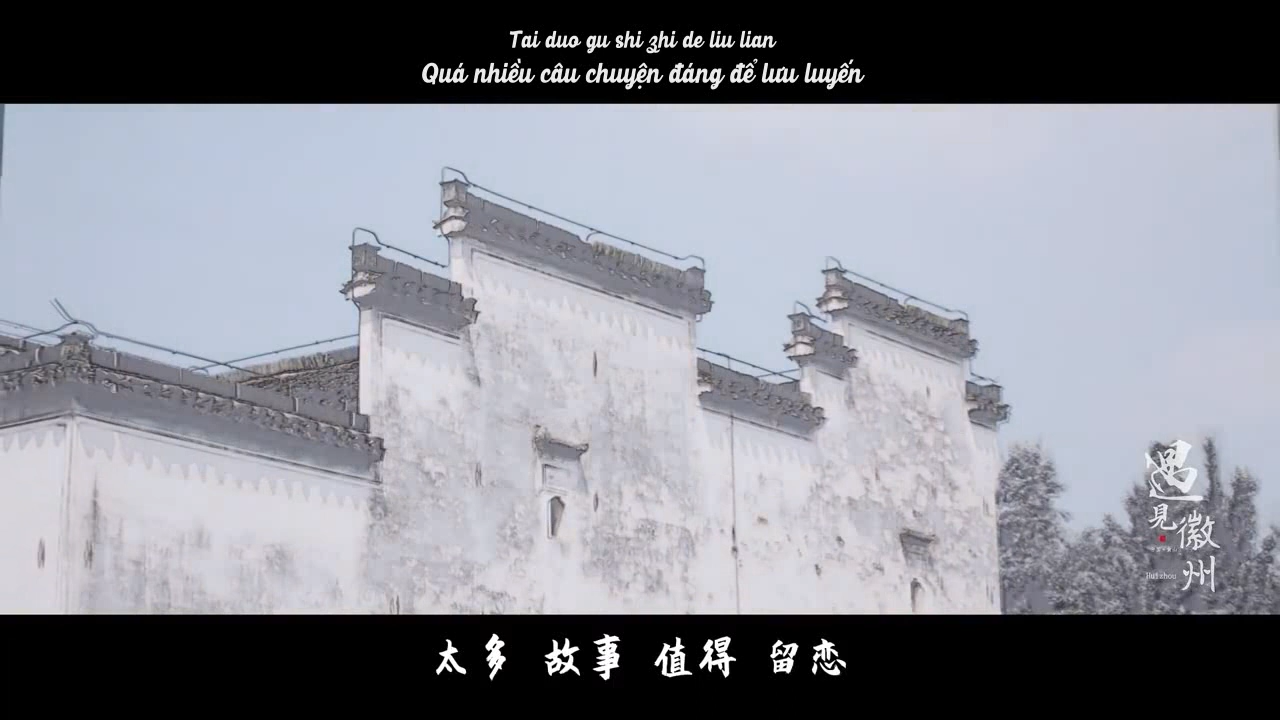 Tai duo gu shi zhi de liu lian
Quá nhiều câu chuyện đáng để lưu luyến
遇見
徽州
Huizhou
太多 故事 值得 留恋